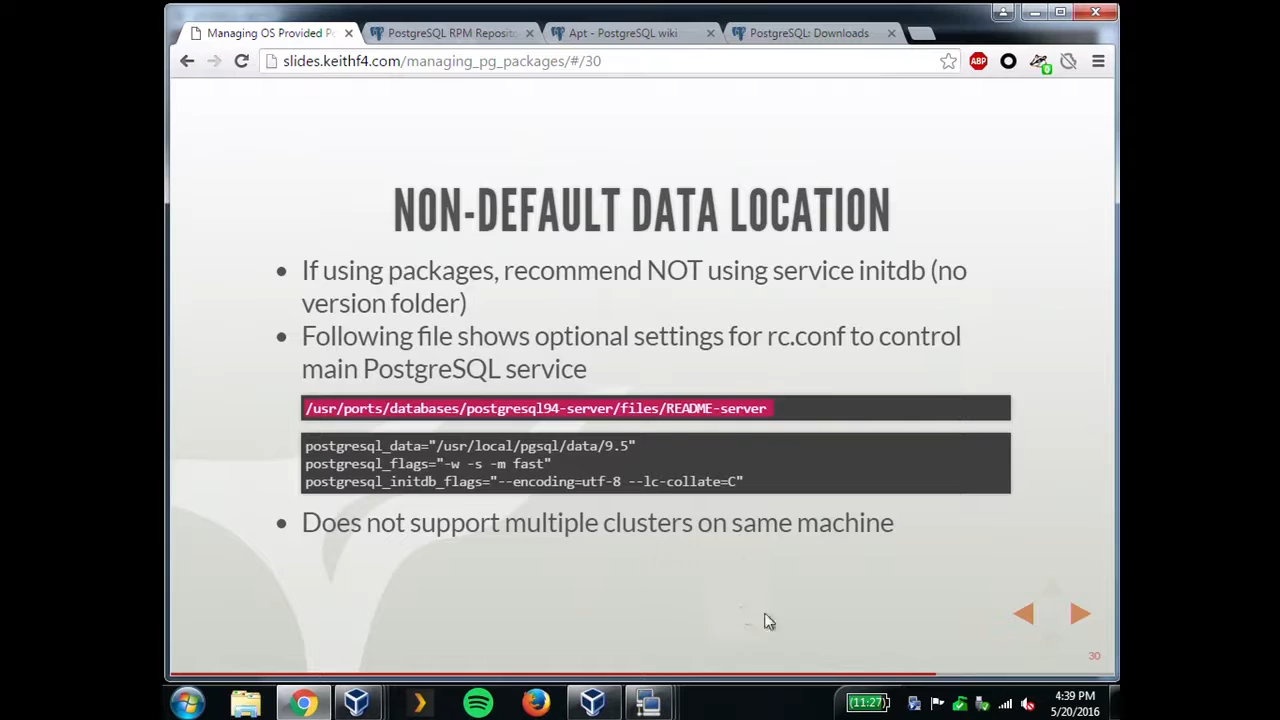 Managing OS Provided P
PostgreSQL RPM Reposit
Apt - PostgreSQL wiki
PostgreSQL: Downloads
slides.keithf4.com/managing_pg_packages/#/30
ABP
NON-DEFAULT DATA LOCATION
• If using packages, recommend NOT using service initdb (no
version folder)
• Following file shows optional settings for rc.conf to control
main PostgreSQL service
/usr/ports/databases/postgresql94-server/files/README-server
postgresql_data="/usr/local/pgsql/data/9.5"
postgresql_flags="-w -s -m fast"
postgresql_initdb_flags="--encoding=utf-8 --lc-collate=C"
• Does not support multiple clusters on same machine
30
(11:27)
4:39 PM
5/20/2016